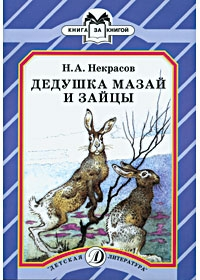 КНИГА ЗА КНИГОЙ
Н.А. Некрасов
ДЕДУШКА МАЗАЙ
И ЗАЙЦЫ
"ДЕТСКАЯ ЛИТЕРАТУРА"